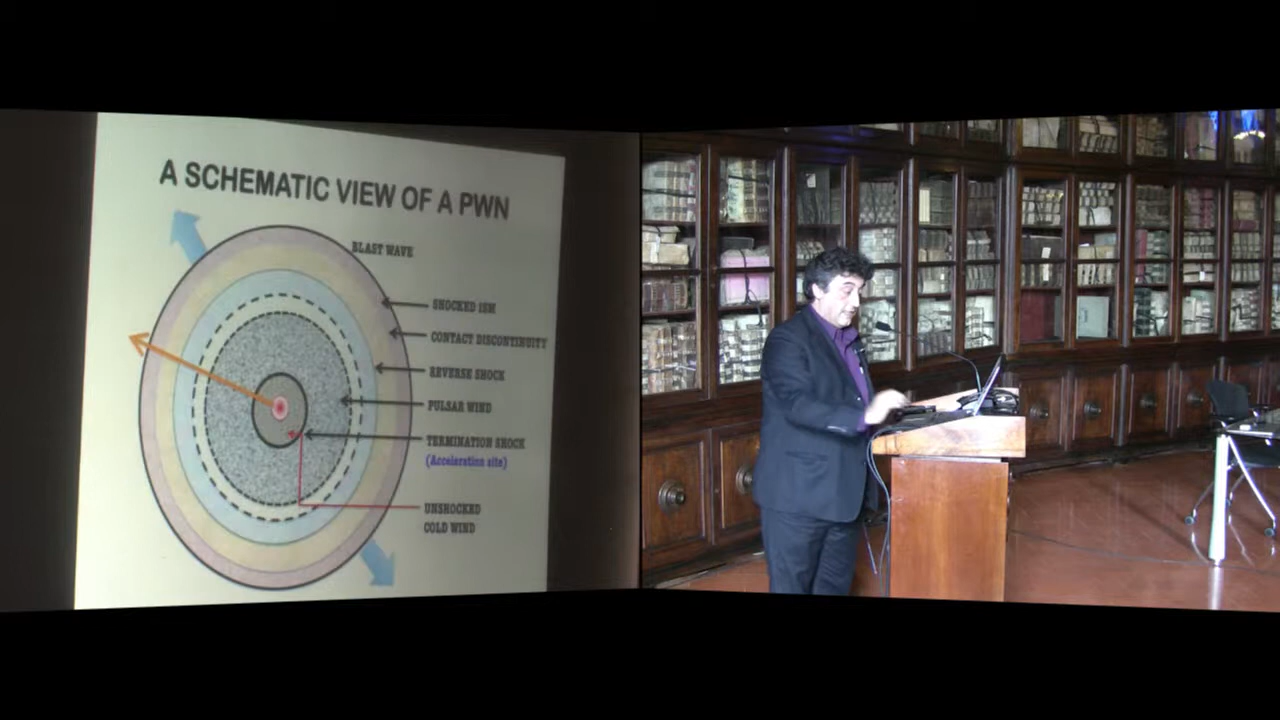 A SCHEMATIC VIEW OF A PWN
BLAST WAVE
SHOCKED ISM
CONTACT DISCONTINUITY
REVERSE SHOCK
PULSAR WIND
TERMINATION SHOCK
(Acceleration site)
UNSHOCKED
COLD WIND